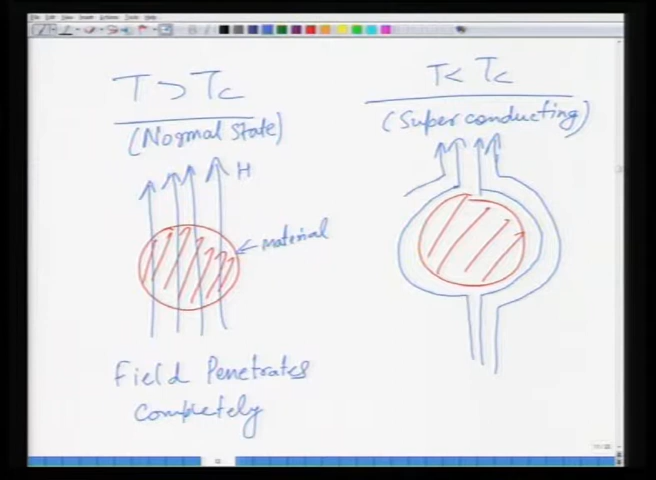 T > Tc
(Normal State)
H
material
Field Penetrates
Completely
T < Tc
(Super conducting)